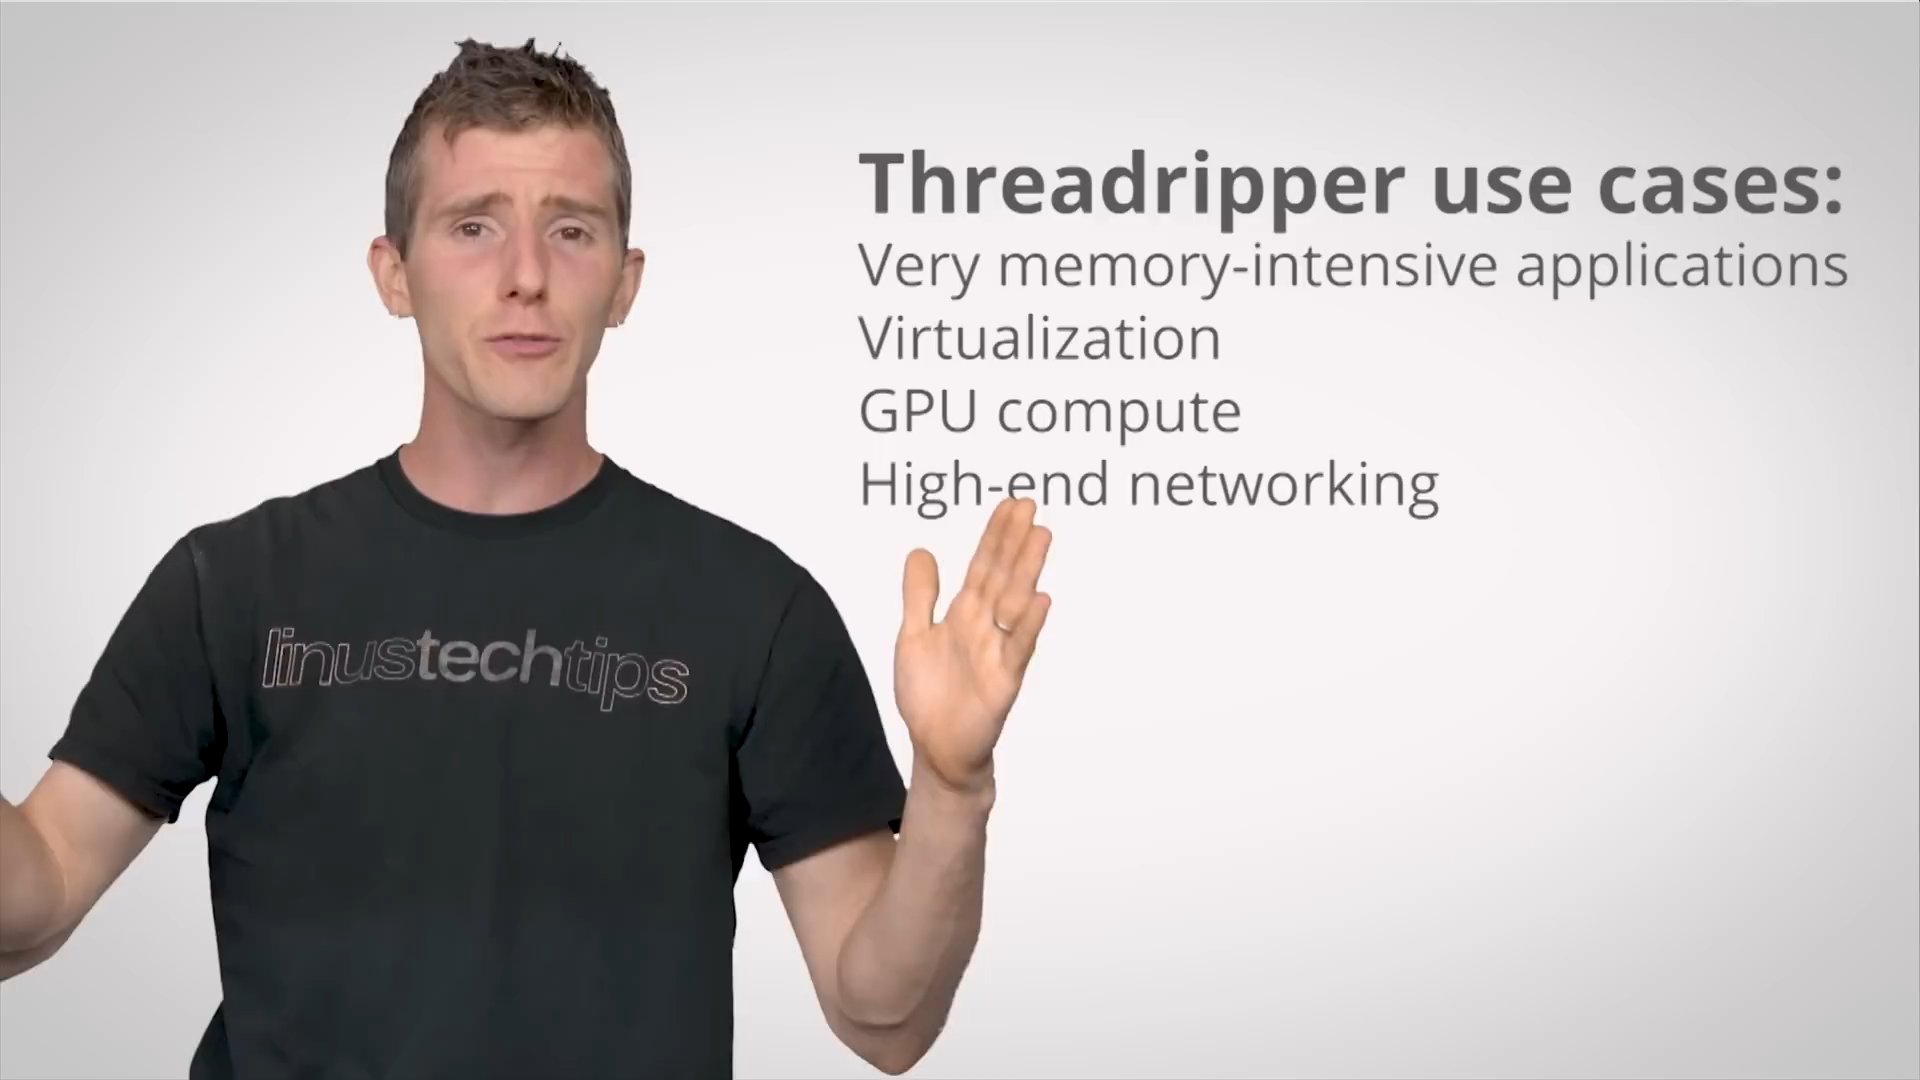 Threadripper use cases:
Very memory-intensive applications
Virtualization
GPU compute
High-end networking
linustechtips